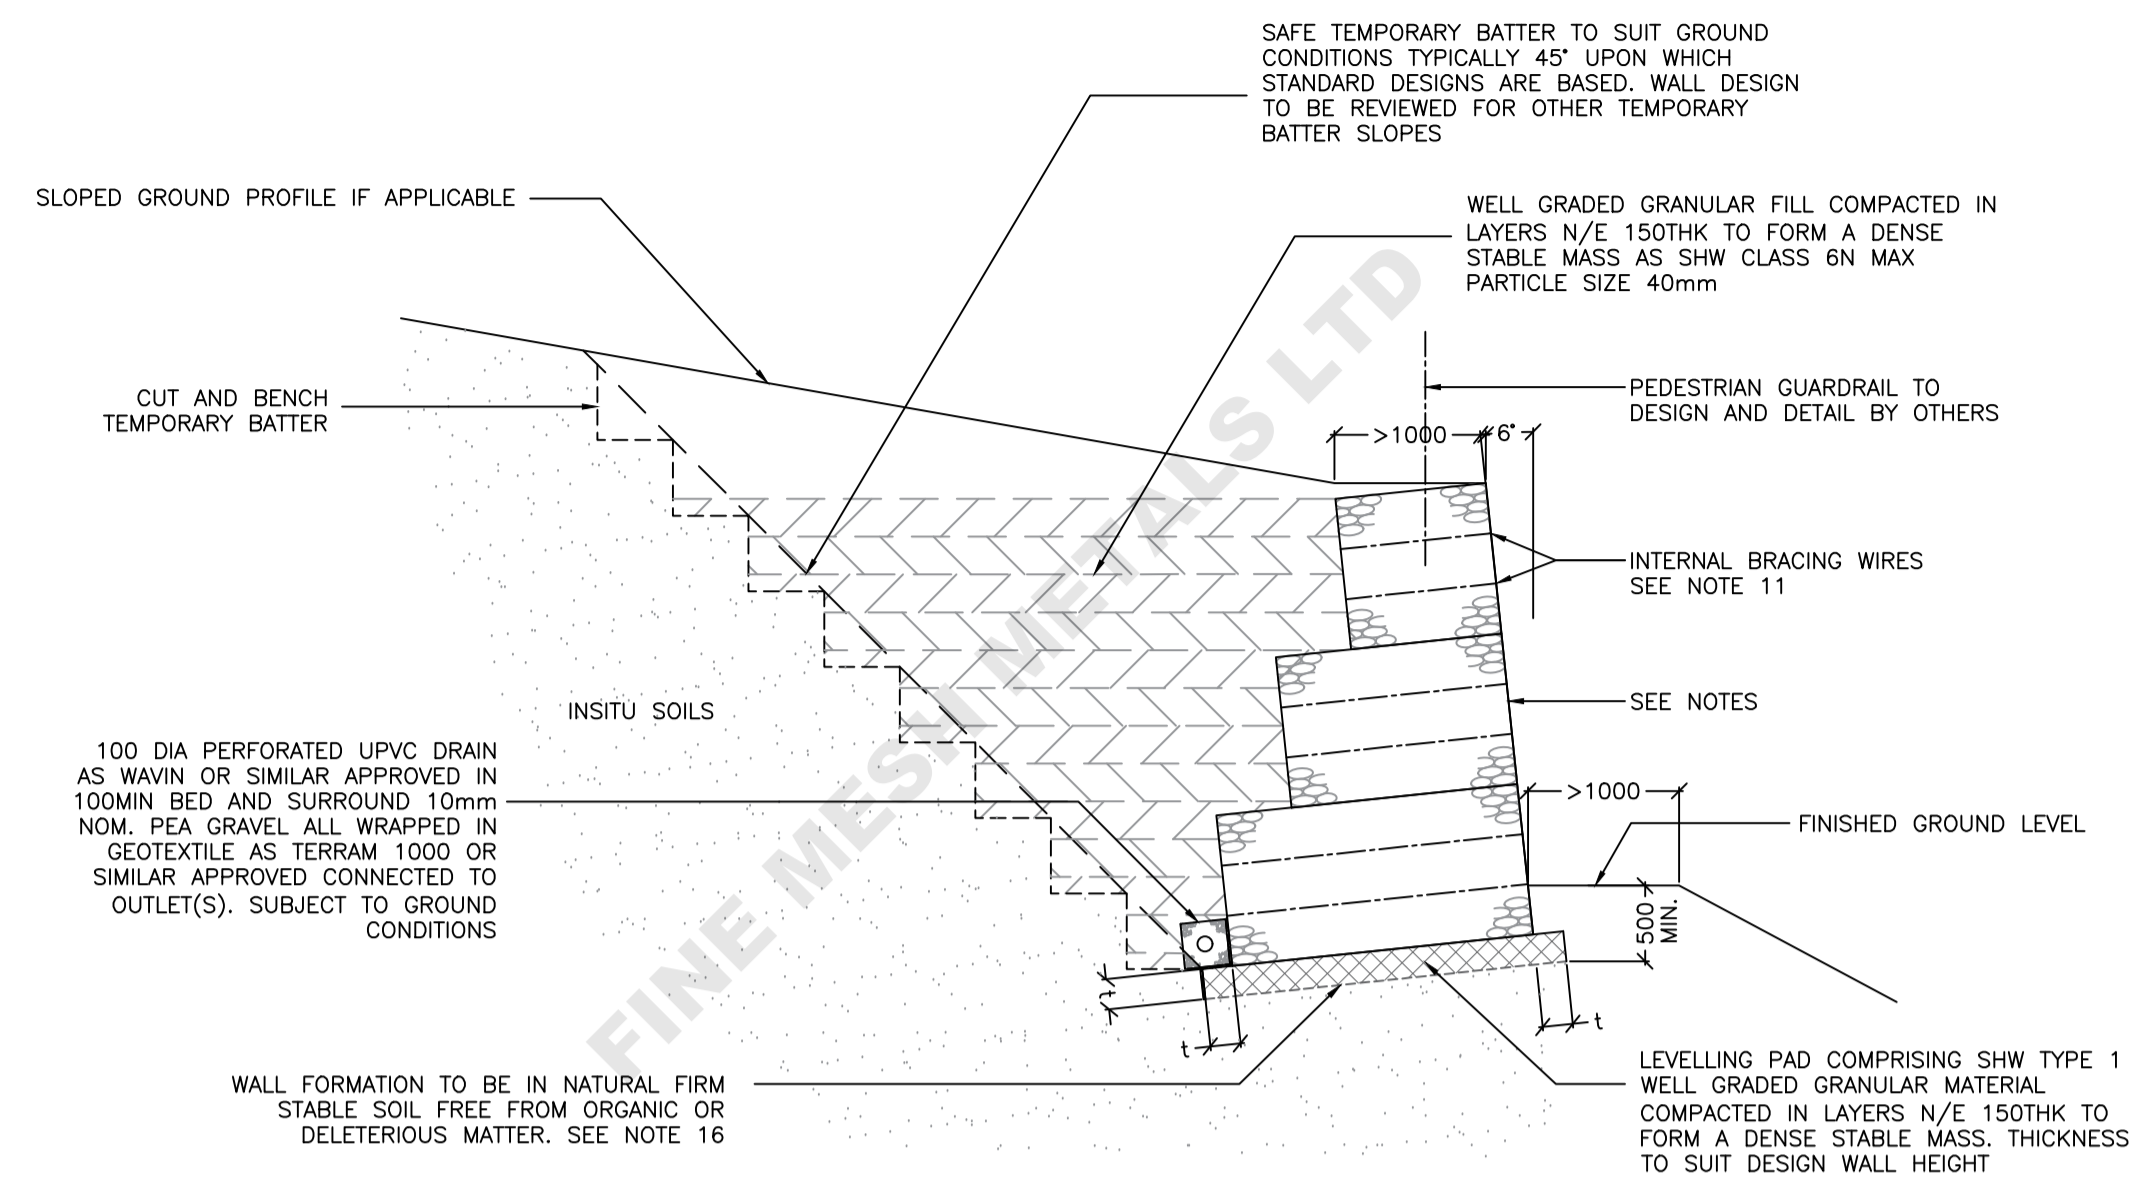 SAFE TEMPORARY BATTER TO SUIT GROUND
CONDITIONS TYPICALLY 45° UPON WHICH
STANDARD DESIGNS ARE BASED. WALL DESIGN
TO BE REVIEWED FOR OTHER TEMPORARY
BATTER SLOPES
SLOPED GROUND PROFILE IF APPLICABLE
WELL GRADED GRANULAR FILL COMPACTED IN
LAYERS N/E 150THK TO FORM A DENSE
STABLE MASS AS SHW CLASS 6N MAX
PARTICLE SIZE 40mm
CUT AND BENCH
TEMPORARY BATTER
PEDESTRIAN GUARDRAIL TO
DESIGN AND DETAIL BY OTHERS
>1000
6°
INTERNAL BRACING WIRES
SEE NOTE 11
SEE NOTES
INSITU SOILS
100 DIA PERFORATED UPVC DRAIN
AS WAVIN OR SIMILAR APPROVED IN
100MIN BED AND SURROUND 10mm
NOM. PEA GRAVEL ALL WRAPPED IN
GEOTEXTILE AS TERRAM 1000 OR
SIMILAR APPROVED CONNECTED TO
OUTLET(S). SUBJECT TO GROUND
CONDITIONS
>1000
FINISHED GROUND LEVEL
500
MIN.
t
t
t
WALL FORMATION TO BE IN NATURAL FIRM
STABLE SOIL FREE FROM ORGANIC OR
DELETERIOUS MATTER. SEE NOTE 16
LEVELLING PAD COMPRISING SHW TYPE 1
WELL GRADED GRANULAR MATERIAL
COMPACTED IN LAYERS N/E 150THK TO
FORM A DENSE STABLE MASS. THICKNESS
TO SUIT DESIGN WALL HEIGHT
FINE MESH METALS LTD